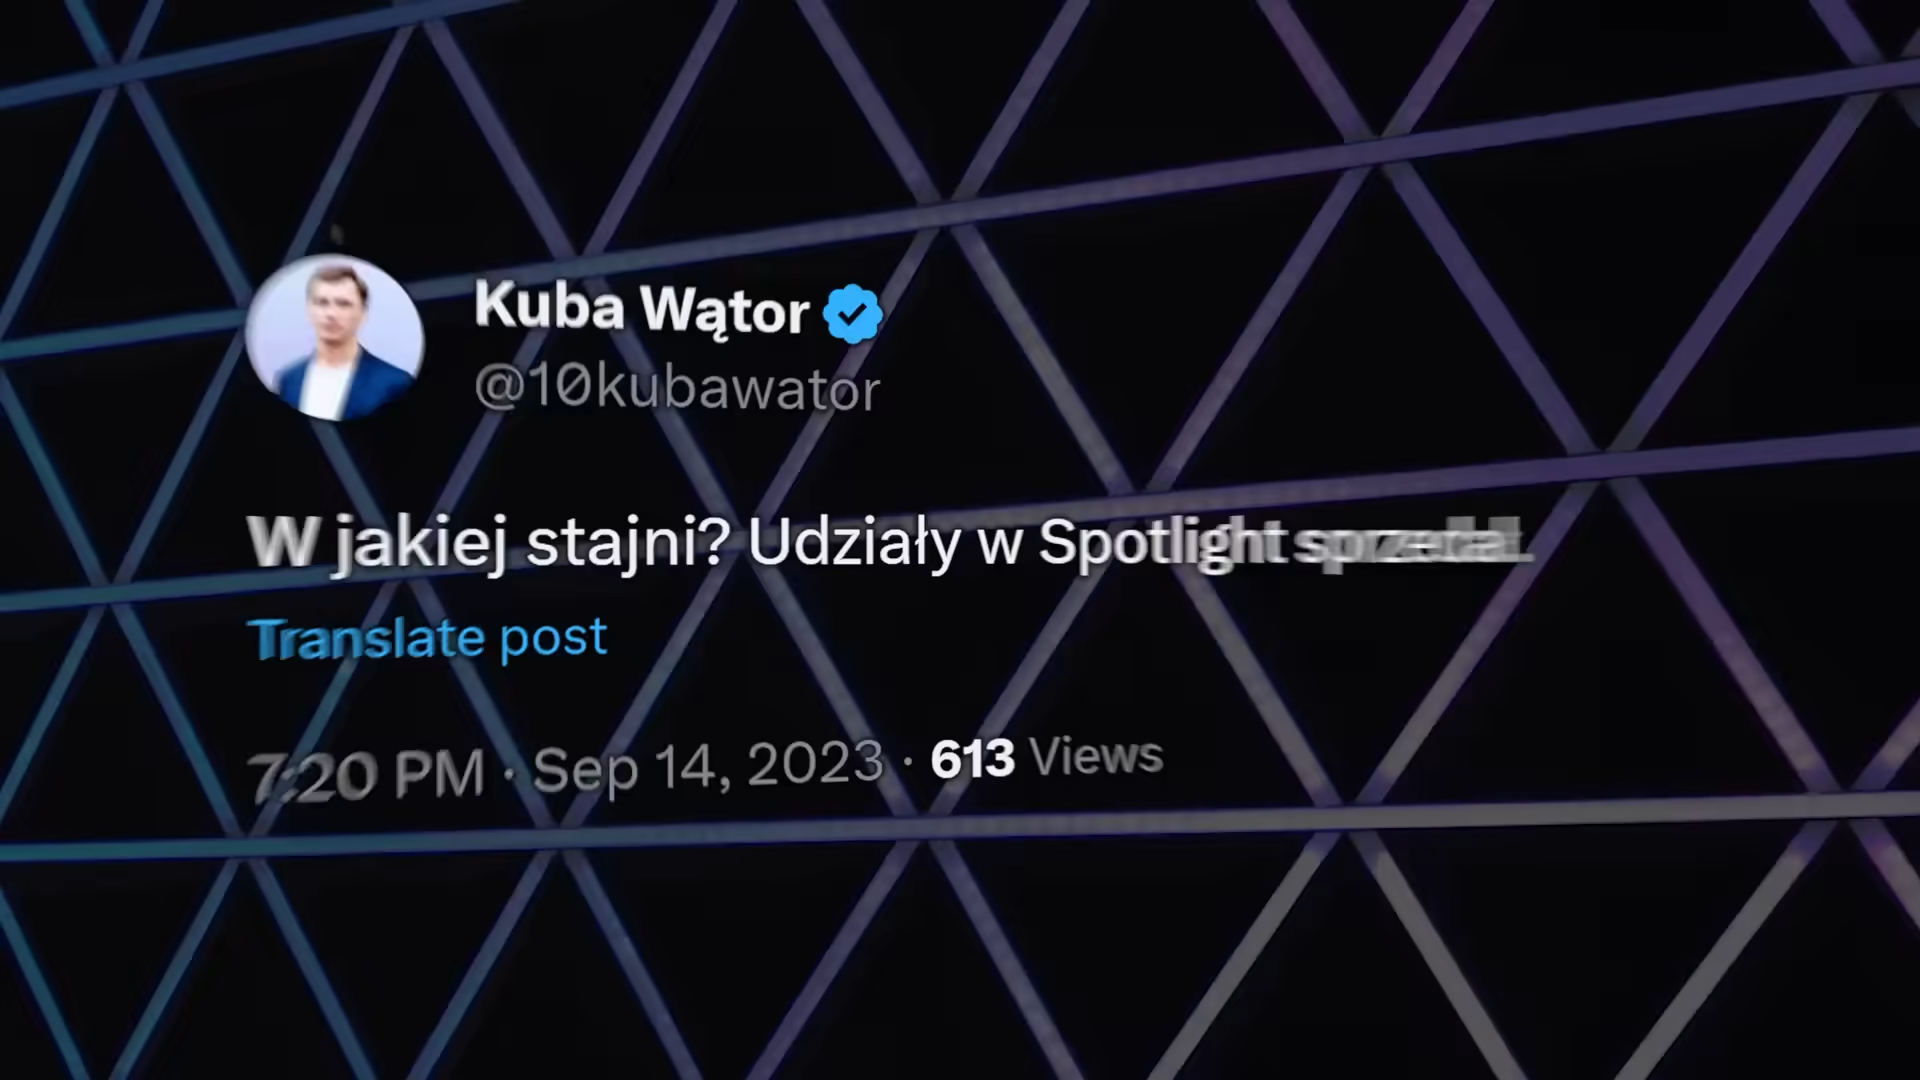 Kuba Wątor
@10kubawator
W jakiej stajni? Udziały w Spotlight
Translate post
7:20 PM · Sep 14, 2023 · 613 Views